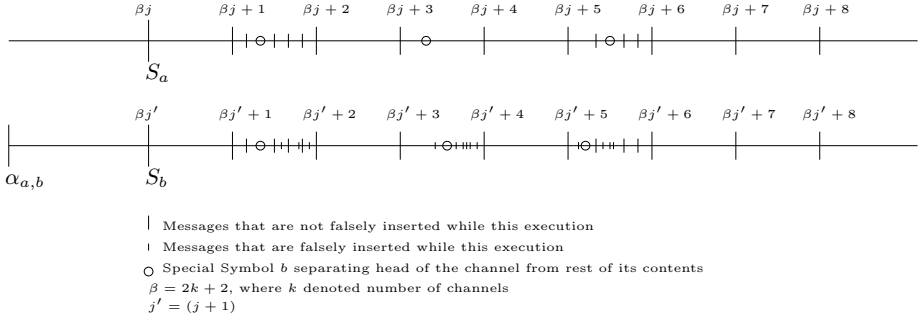 βj βj + 1 βj + 2 βj + 3 βj + 4 βj + 5 βj + 6 βj + 7 βj + 8
S_a
βj′ βj′ + 1 βj′ + 2 βj′ + 3 βj′ + 4 βj′ + 5 βj′ + 6 βj′ + 7 βj′ + 8
α_{a,b} S_b
Messages that are not falsely inserted while this execution
Messages that are falsely inserted while this execution
Special Symbol b separating head of the channel from rest of its contents
β = 2k + 2, where k denoted number of channels
j′ = (j + 1)